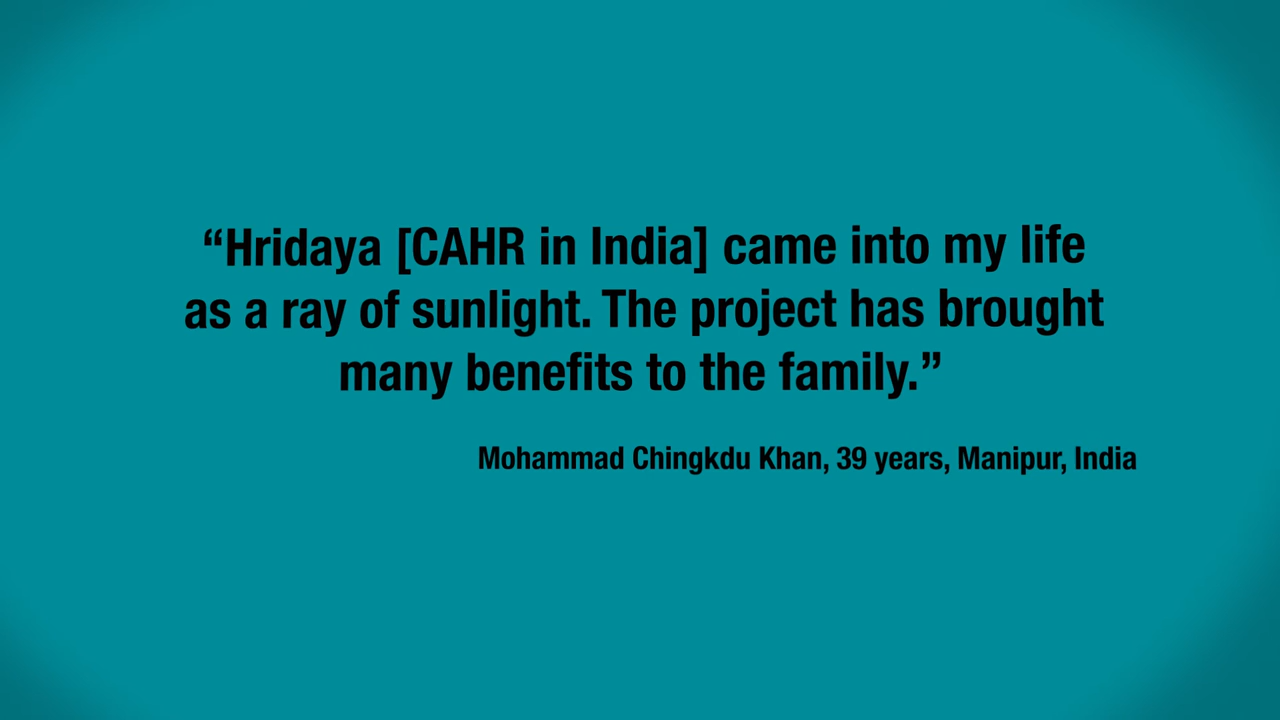 “Hridaya [CAHR in India] came into my life
as a ray of sunlight. The project has brought
many benefits to the family.”
Mohammad Chingkdu Khan, 39 years, Manipur, India